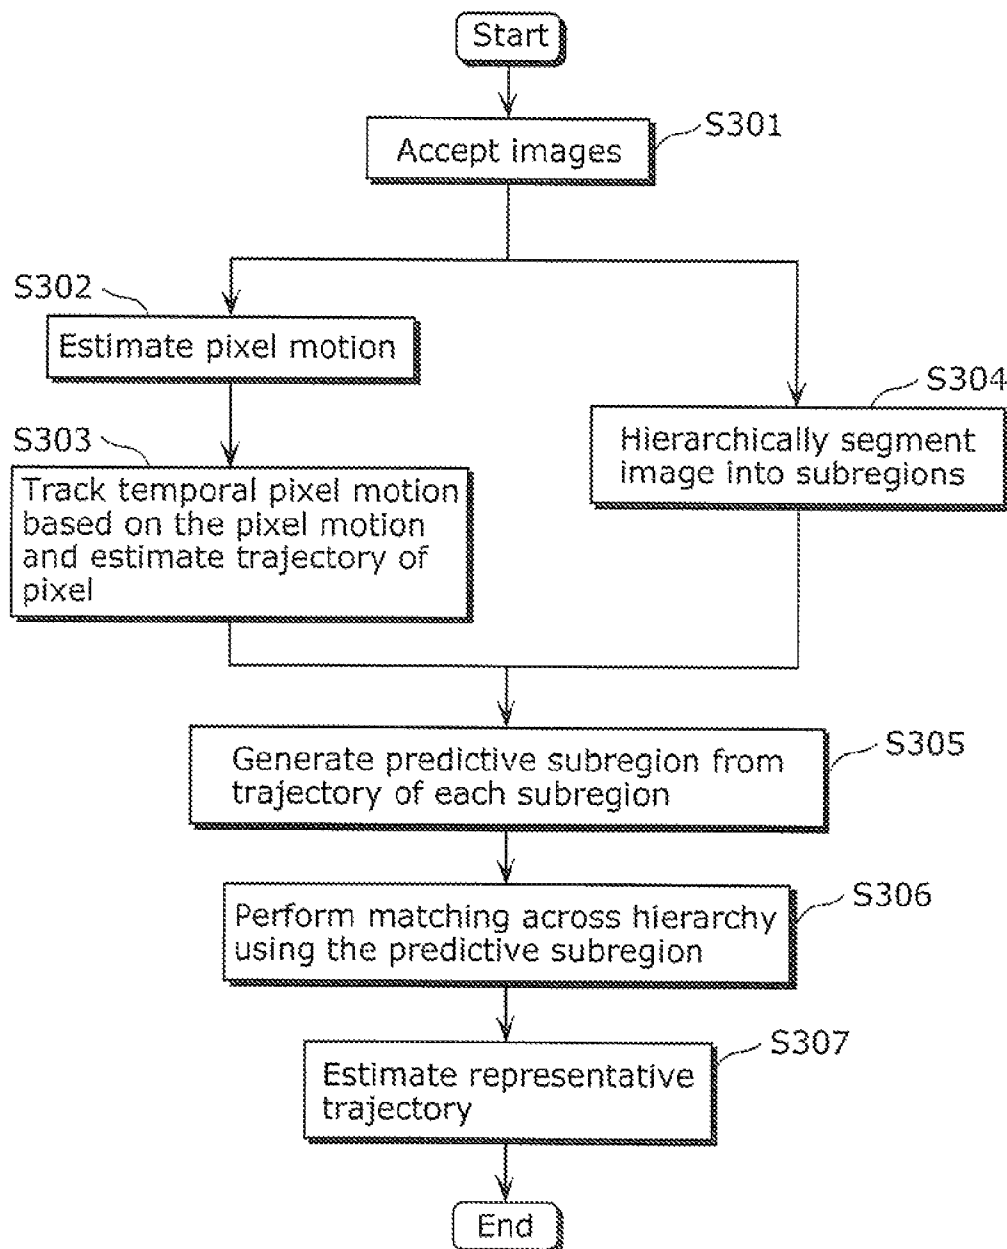 Start
S301
Accept images
S302
Estimate pixel motion
S304
Hierarchically segment
image into subregions
S303
Track temporal pixel motion
based on the pixel motion
and estimate trajectory of
pixel
S305
Generate predictive subregion from
trajectory of each subregion
S306
Perform matching across hierarchy
using the predictive subregion
S307
Estimate representative
trajectory
End